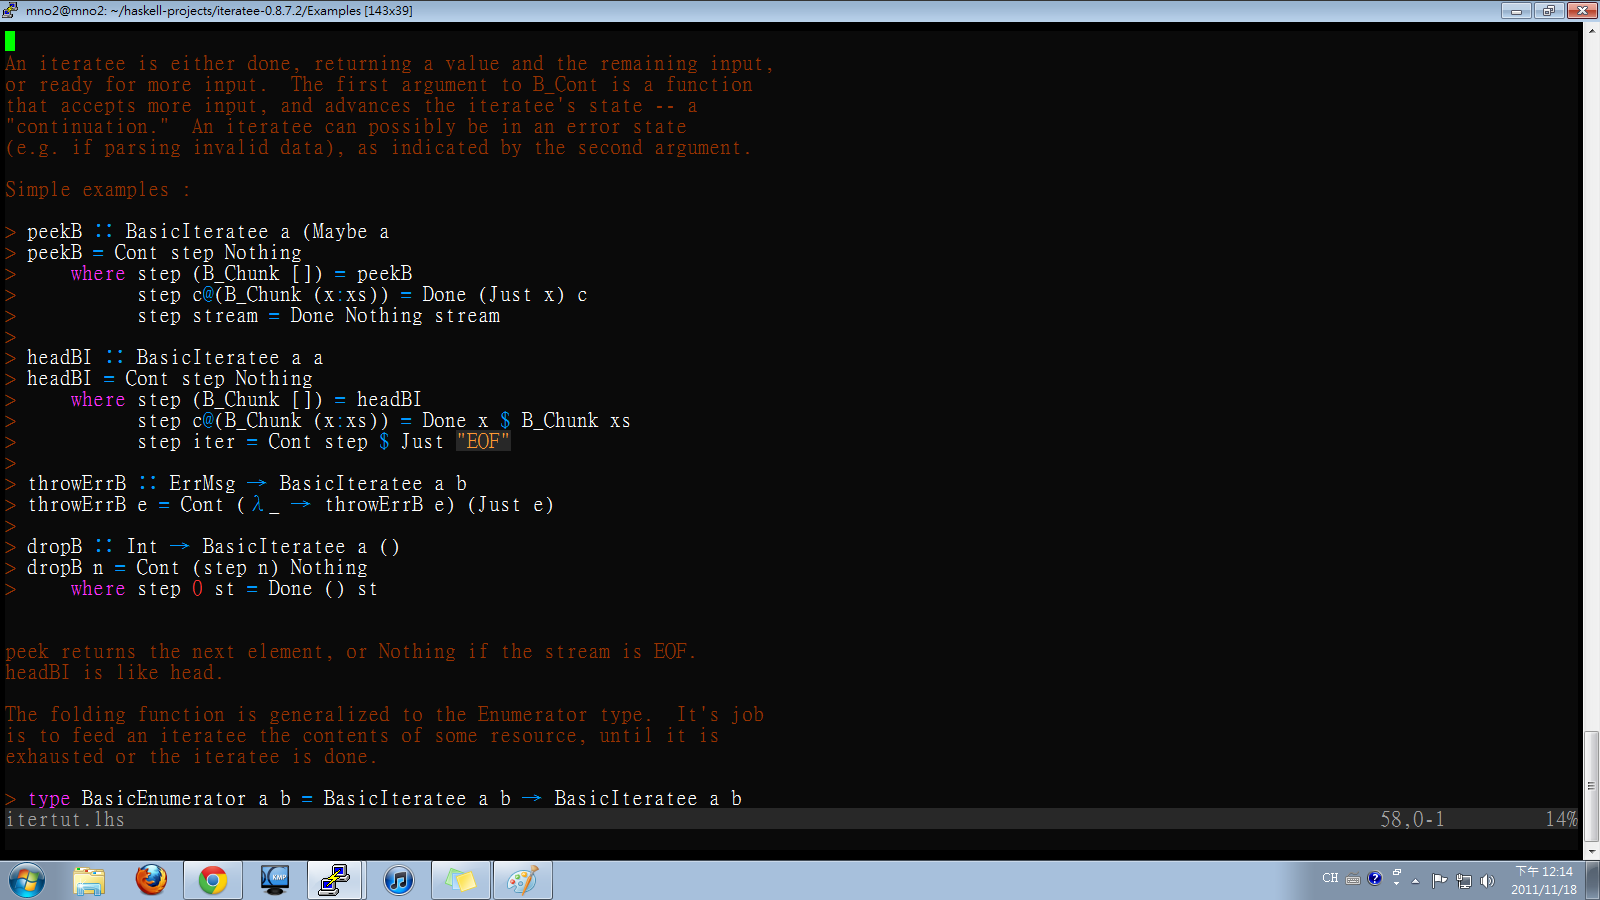 mno2@mno2: ~/haskell-projects/iteratee-0.8.7.2/Examples [143x39]
An iteratee is either done, returning a value and the remaining input,
or ready for more input.  The first argument to B_Cont is a function
that accepts more input, and advances the iteratee's state -- a
"continuation."  An iteratee can possibly be in an error state
(e.g. if parsing invalid data), as indicated by the second argument.
Simple examples :
> peekB :: BasicIteratee a (Maybe a
> peekB = Cont step Nothing
>     where step (B_Chunk []) = peekB
>           step c@(B_Chunk (x:xs)) = Done (Just x) c
>           step stream = Done Nothing stream
>
> headBI :: BasicIteratee a a
> headBI = Cont step Nothing
>     where step (B_Chunk []) = headBI
>           step c@(B_Chunk (x:xs)) = Done x $ B_Chunk xs
>           step iter = Cont step $ Just "EOF"
>
> throwErrB :: ErrMsg → BasicIteratee a b
> throwErrB e = Cont (λ_ → throwErrB e) (Just e)
>
> dropB :: Int → BasicIteratee a ()
> dropB n = Cont (step n) Nothing
>     where step 0 st = Done () st
peek returns the next element, or Nothing if the stream is EOF.
headBI is like head.
The folding function is generalized to the Enumerator type.  It's job
is to feed an iteratee the contents of some resource, until it is
exhausted or the iteratee is done.
> type BasicEnumerator a b = BasicIteratee a b → BasicIteratee a b
itertut.lhs 58,0-1 14%
KMP
CH
下午 12:14
2011/11/18